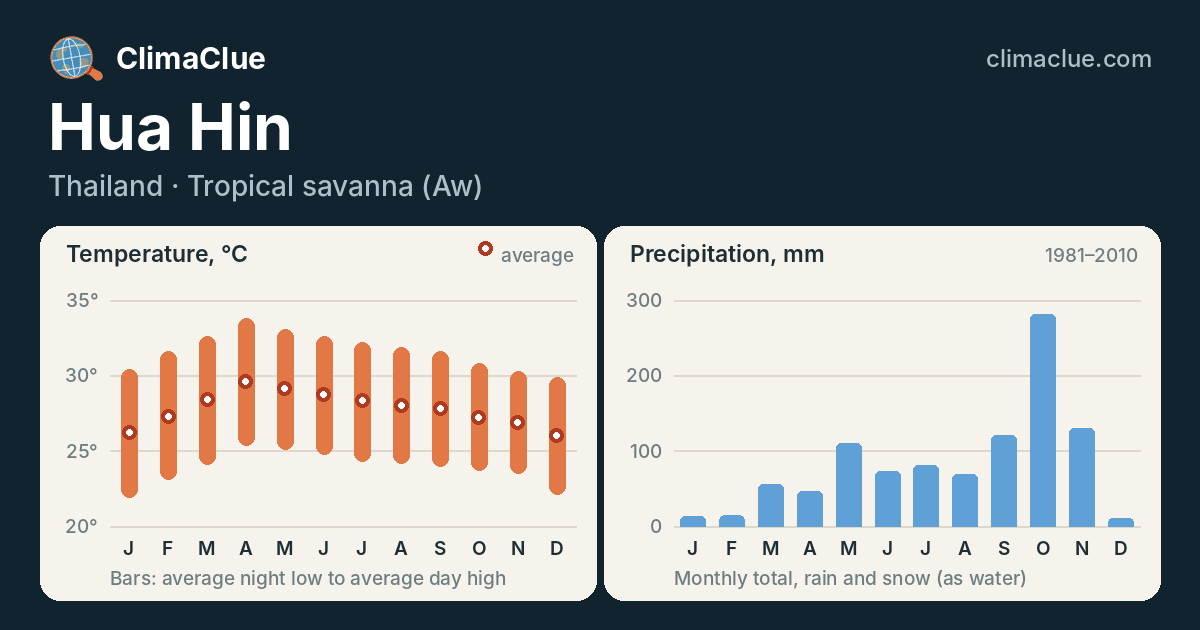 ClimaClue
climaclue.com
Hua Hin
Thailand · Tropical savanna (Aw)
Temperature, °C
average
35°
30°
25°
20°
J F M A M J J A S O N D
Bars: average night low to average day high
Precipitation, mm
1981–2010
300
200
100
0
J F M A M J J A S O N D
Monthly total, rain and snow (as water)